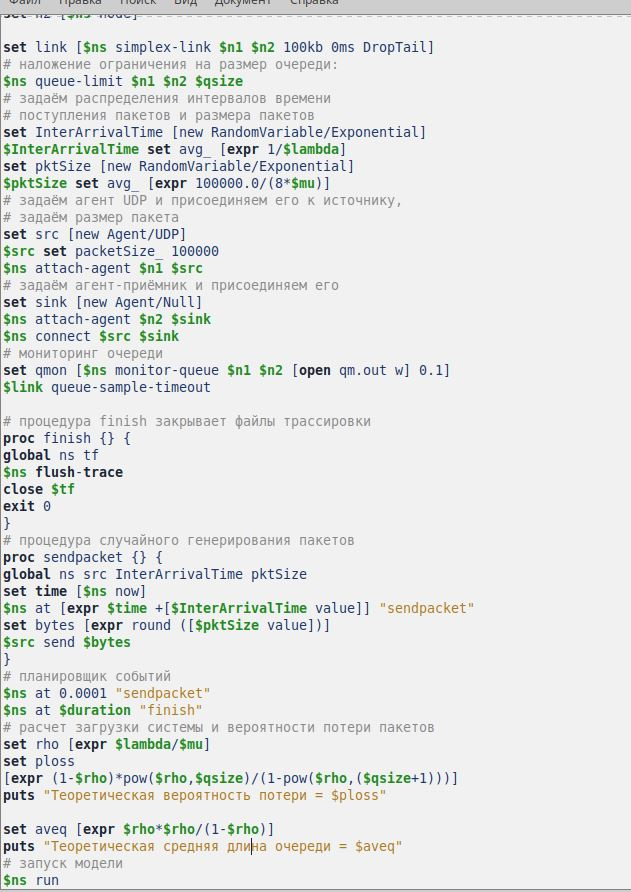 Файл Правка Поиск Вид Документ Справка
set n2 [$ns node]
set link [$ns simplex-link $n1 $n2 100kb 0ms DropTail]
# наложение ограничения на размер очереди:
$ns queue-limit $n1 $n2 $qsize
# задаём распределения интервалов времени
# поступления пакетов и размера пакетов
set InterArrivalTime [new RandomVariable/Exponential]
$InterArrivalTime set avg_ [expr 1/$lambda]
set pktSize [new RandomVariable/Exponential]
$pktSize set avg_ [expr 100000.0/(8*$mu)]
# задаём агент UDP и присоединяем его к источнику,
# задаём размер пакета
set src [new Agent/UDP]
$src set packetSize_ 100000
$ns attach-agent $n1 $src
# задаём агент-приёмник и присоединяем его
set sink [new Agent/Null]
$ns attach-agent $n2 $sink
$ns connect $src $sink
# мониторинг очереди
set qmon [$ns monitor-queue $n1 $n2 [open qm.out w] 0.1]
$link queue-sample-timeout
# процедура finish закрывает файлы трассировки
proc finish {} {
global ns tf
$ns flush-trace
close $tf
exit 0
}
# процедура случайного генерирования пакетов
proc sendpacket {} {
global ns src InterArrivalTime pktSize
set time [$ns now]
$ns at [expr $time +[$InterArrivalTime value]] "sendpacket"
set bytes [expr round ([$pktSize value])]
$src send $bytes
}
# планировщик событий
$ns at 0.0001 "sendpacket"
$ns at $duration "finish"
# расчет загрузки системы и вероятности потери пакетов
set rho [expr $lambda/$mu]
set ploss
[expr (1-$rho)*pow($rho,$qsize)/(1-pow($rho,($qsize+1)))]
puts "Теоретическая вероятность потери = $ploss"
set aveq [expr $rho*$rho/(1-$rho)]
puts "Теоретическая средняя длина очереди = $aveq"
# запуск модели
$ns run